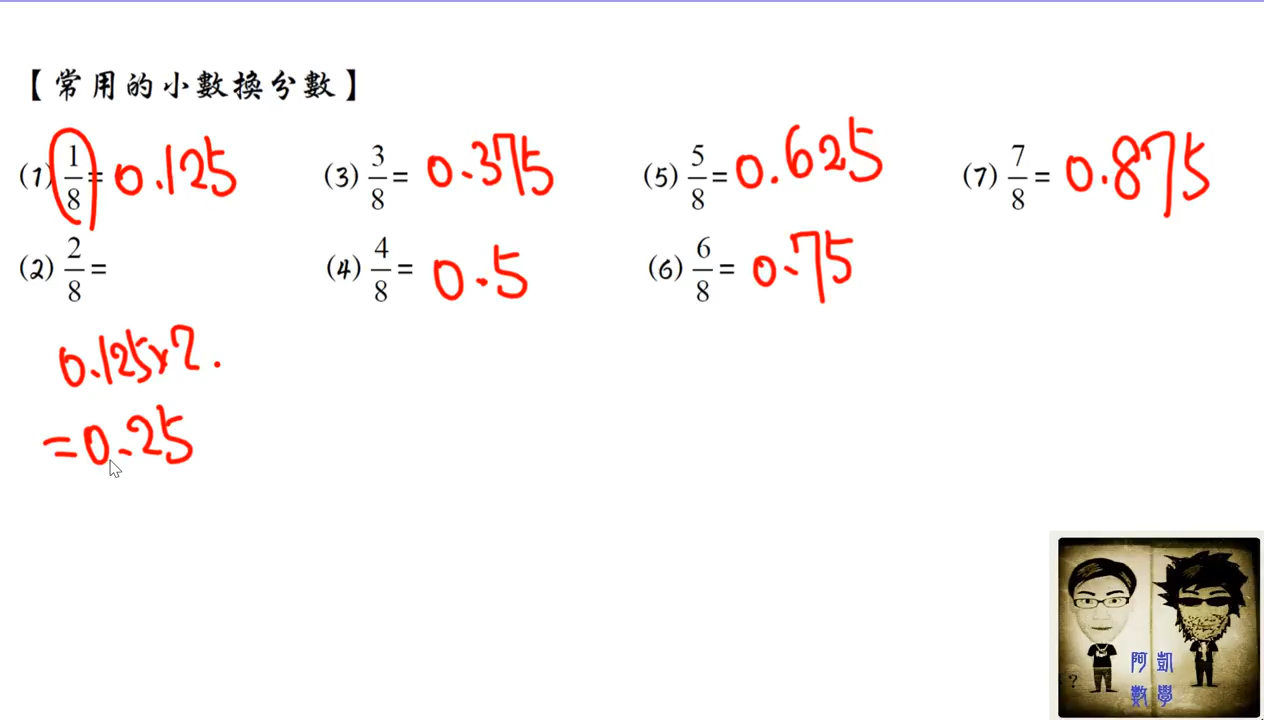 【常用的小數換分數】
(1) 1/8 = 0.125
(3) 3/8 = 0.375
(5) 5/8 = 0.625
(7) 7/8 = 0.875
(2) 2/8 =
(4) 4/8 = 0.5
(6) 6/8 = 0.75
0.125×2.
=0.25
?
阿凱
數學